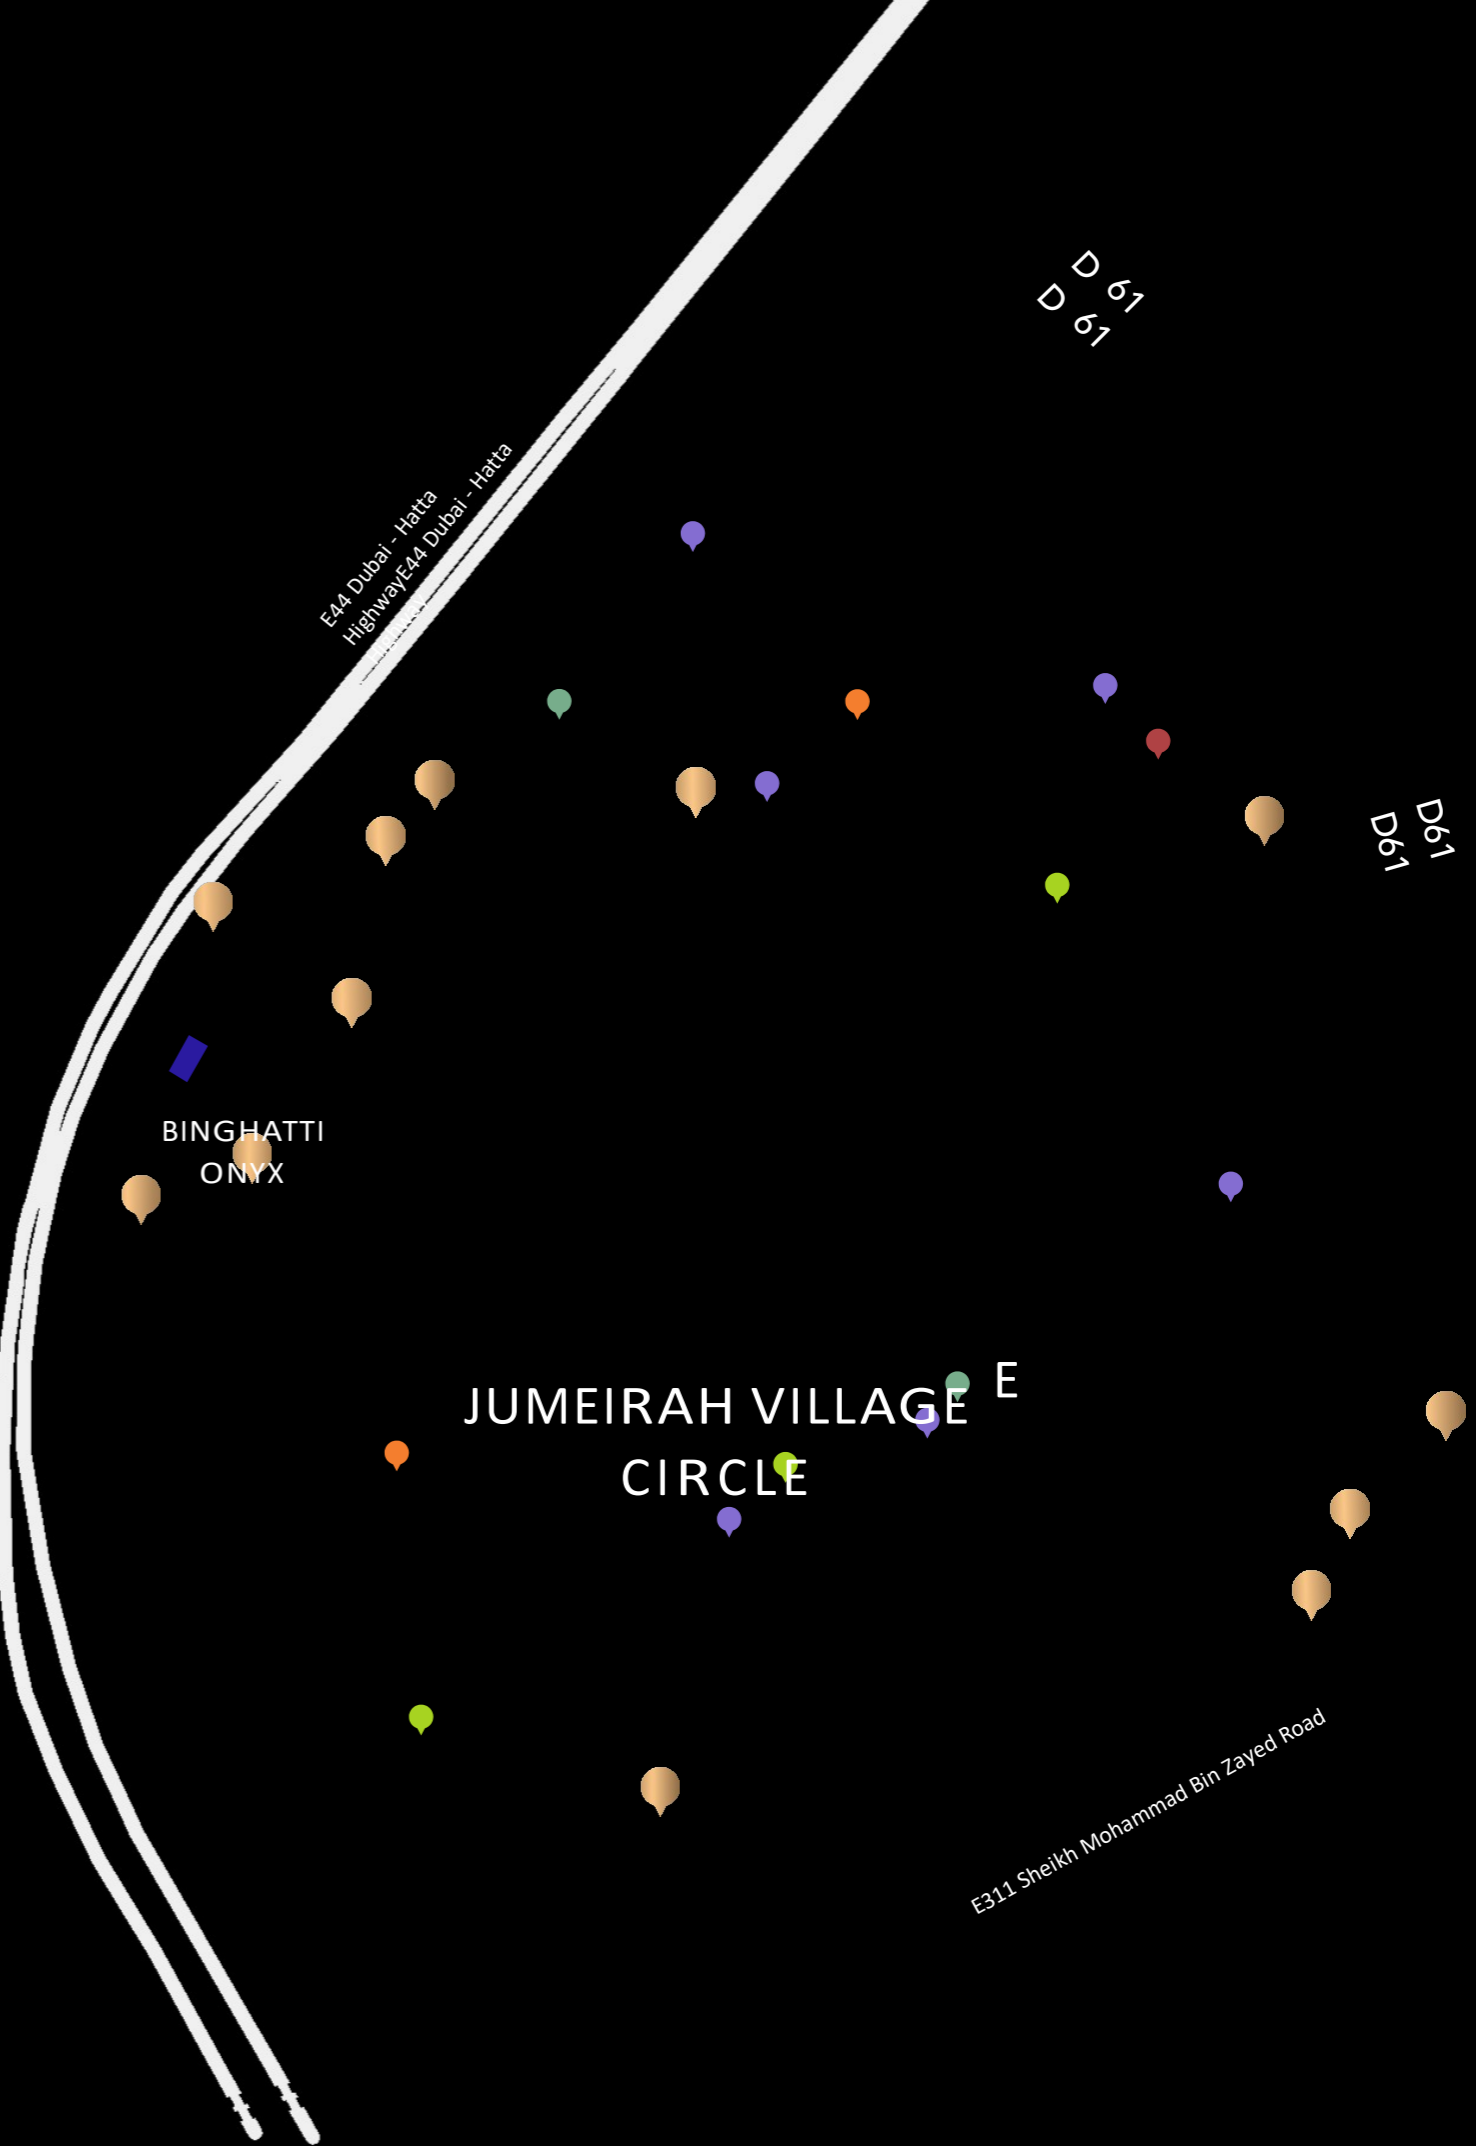 D 61
D 61
E44 Dubai - Hatta
HighwayE44 Dubai - Hatta
Highway
D61
D61
BINGHATTI
ONYX
JUMEIRAH VILLAGE E
CIRCLE
E311 Sheikh Mohammad Bin Zayed Road